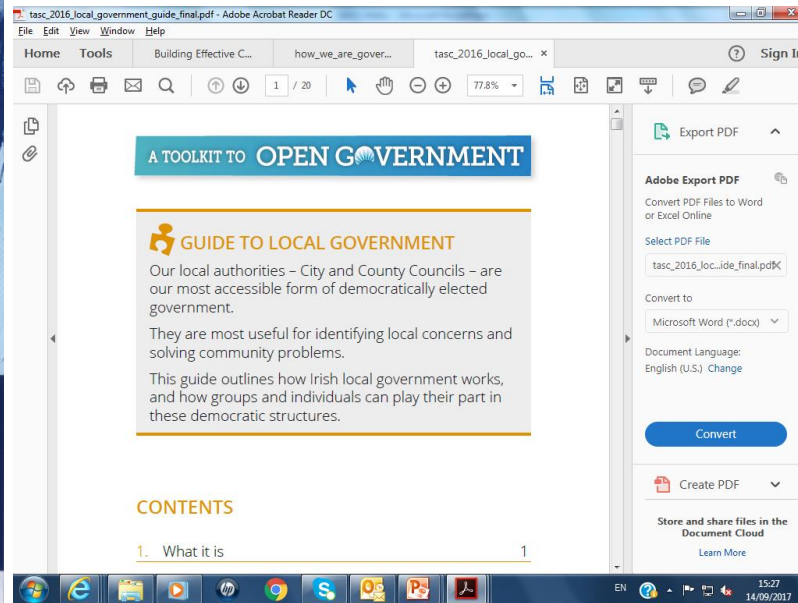 tasc_2016_local_government_guide_final.pdf - Adobe Acrobat Reader DC
File Edit View Window Help
Home Tools Building Effective C... how_we_are_gover... tasc_2016_local_go... × Sign In
1 / 20 77.8%
A TOOLKIT TO OPEN GOVERNMENT
GUIDE TO LOCAL GOVERNMENT
Our local authorities – City and County Councils – are
our most accessible form of democratically elected
government.
They are most useful for identifying local concerns and
solving community problems.
This guide outlines how Irish local government works,
and how groups and individuals can play their part in
these democratic structures.
CONTENTS
1. What it is 1
Export PDF
Adobe Export PDF
Convert PDF Files to Word
or Excel Online
Select PDF File
tasc_2016_loc...ide_final.pdf
Convert to
Microsoft Word (*.docx)
Document Language:
English (U.S.) Change
Convert
Create PDF
Store and share files in the
Document Cloud
Learn More
EN 15:27
14/09/2017